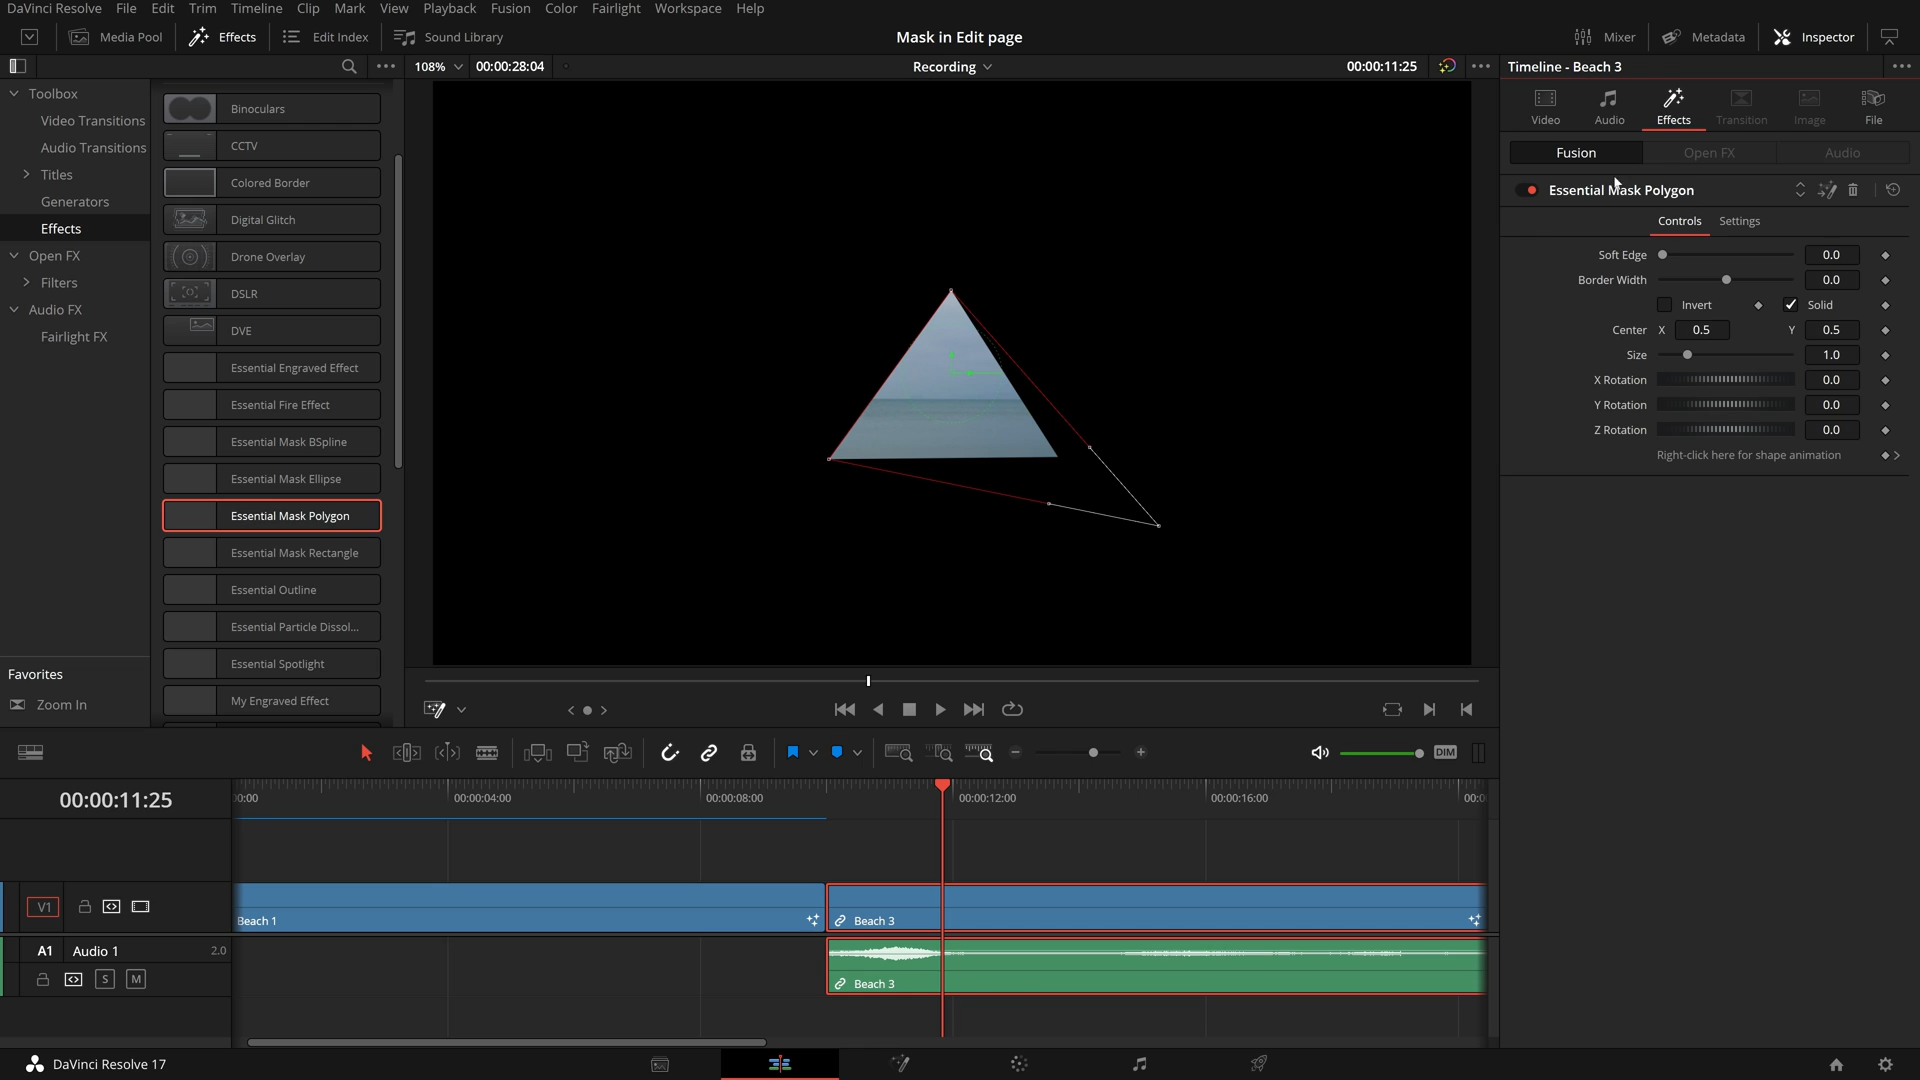 DaVinci Resolve File Edit Trim Timeline Clip Mark View Playback Fusion Color Fairlight Workspace Help
Media Pool Effects Edit Index Sound Library Mask in Edit page Mixer Metadata Inspector
108% 00:00:28:04 Recording 00:00:11:25 Timeline - Beach 3
Toolbox
Video Transitions
Audio Transitions
Titles
Generators
Effects
Open FX
Filters
Audio FX
Fairlight FX
Favorites
Zoom In
Binoculars
CCTV
Colored Border
Digital Glitch
Drone Overlay
DSLR
DVE
Essential Engraved Effect
Essential Fire Effect
Essential Mask BSpline
Essential Mask Ellipse
Essential Mask Polygon
Essential Mask Rectangle
Essential Outline
Essential Particle Dissol...
Essential Spotlight
My Engraved Effect
Video Audio Effects Transition Image File
Fusion Open FX Audio
Essential Mask Polygon
Controls Settings
Soft Edge 0.0
Border Width 0.0
Invert Solid
Center X 0.5 Y 0.5
Size 1.0
X Rotation 0.0
Y Rotation 0.0
Z Rotation 0.0
Right-click here for shape animation
DIM
00:00:11:25 00:00:04:00 00:00:08:00 00:00:12:00 00:00:16:00
V1 Beach 1 Beach 3
A1 Audio 1 2.0
S M
Beach 3
DaVinci Resolve 17